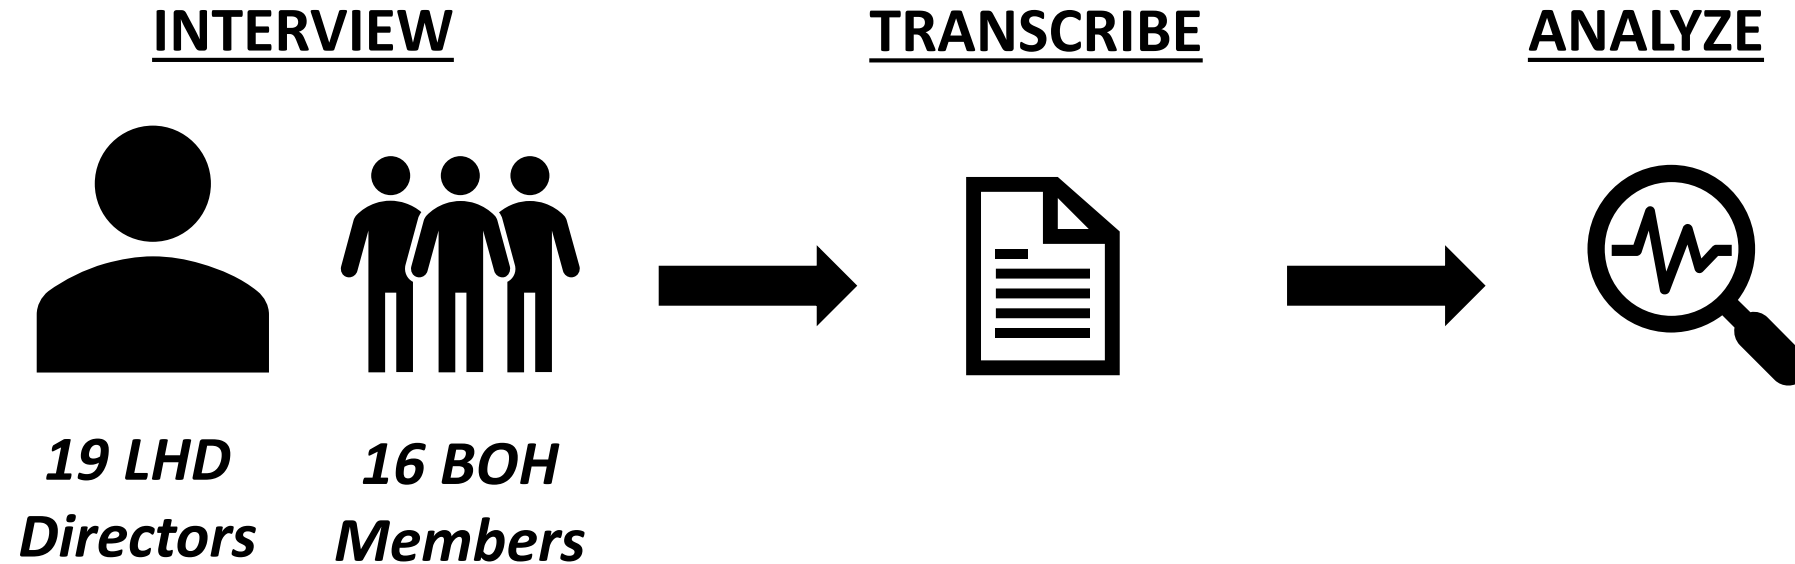 INTERVIEW
TRANSCRIBE
ANALYZE
19 LHD
Directors
16 BOH
Members